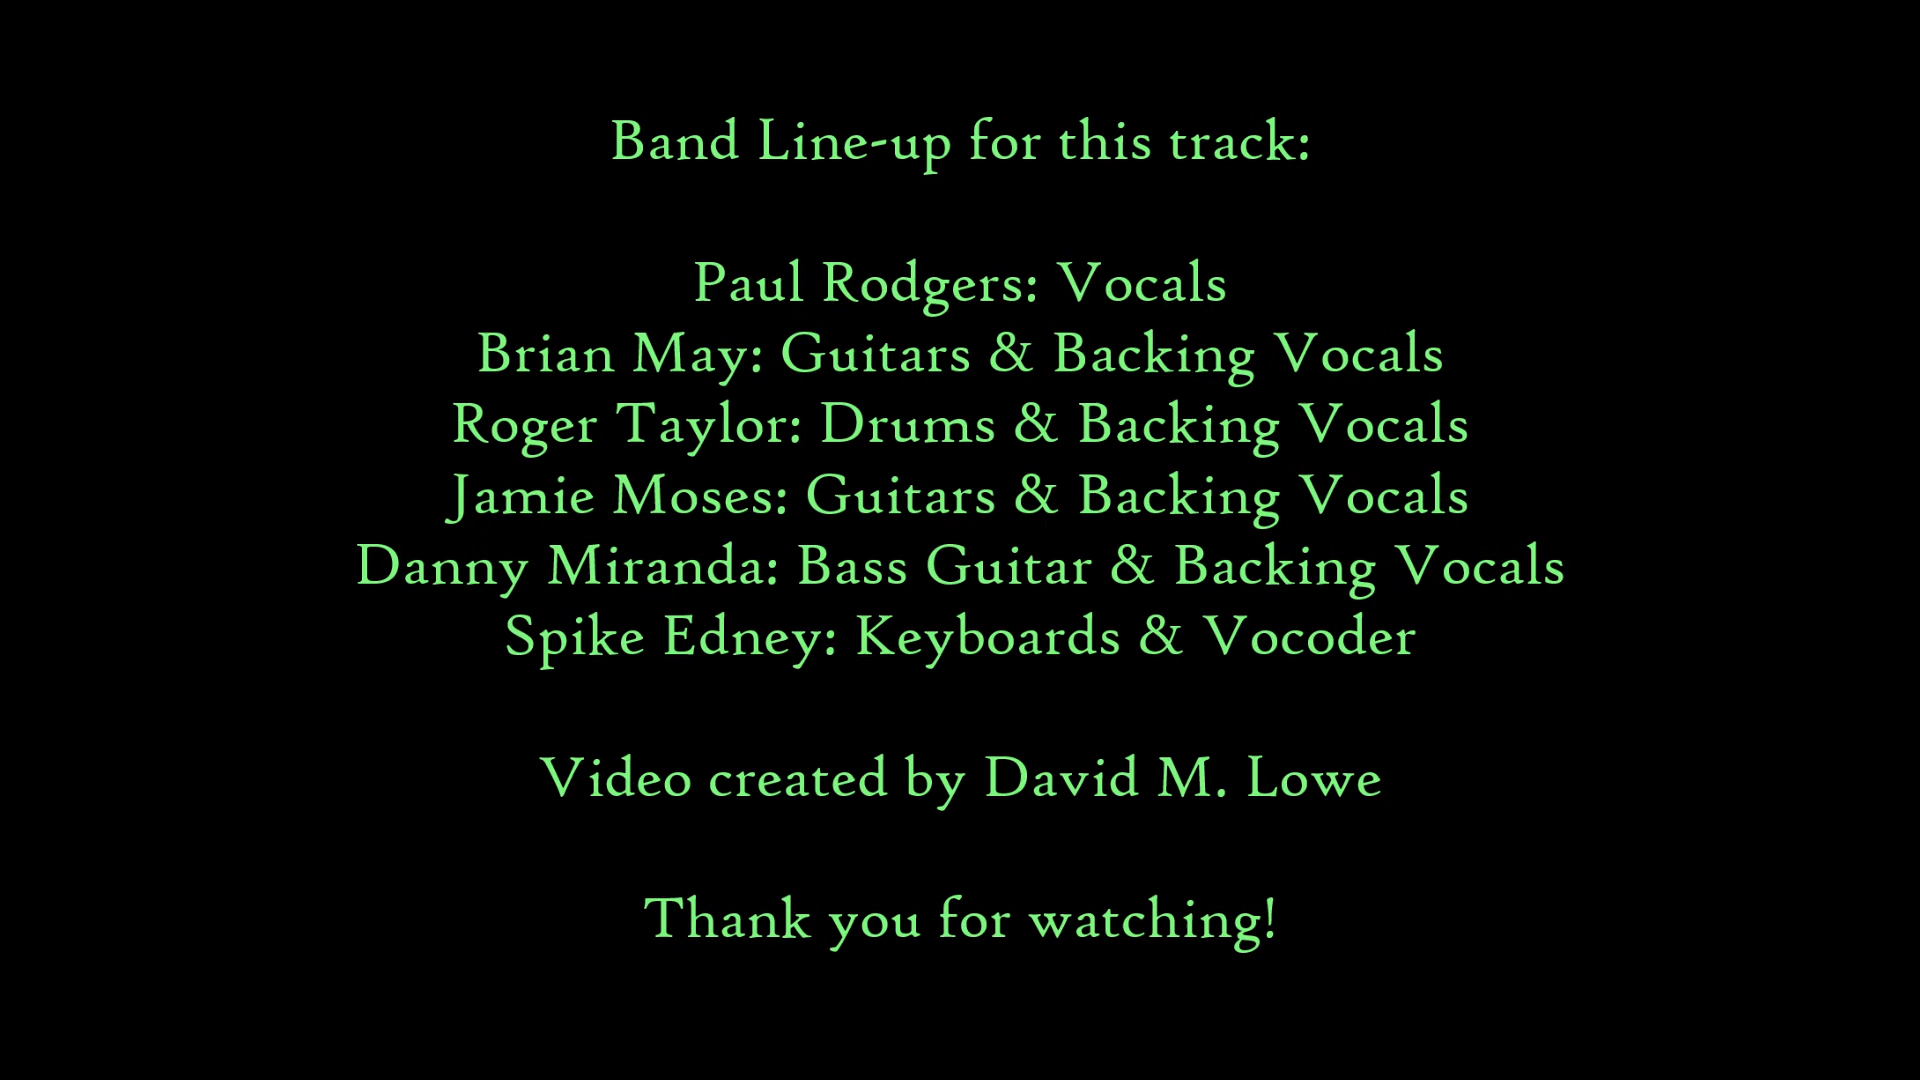 Band Line-up for this track:
Paul Rodgers: Vocals
Brian May: Guitars & Backing Vocals
Roger Taylor: Drums & Backing Vocals
Jamie Moses: Guitars & Backing Vocals
Danny Miranda: Bass Guitar & Backing Vocals
Spike Edney: Keyboards & Vocoder
Video created by David M. Lowe
Thank you for watching!